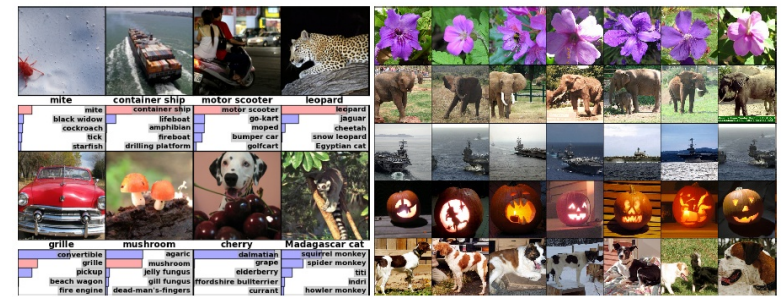 mite container ship motor scooter leopard
mite container ship motor scooter leopard
black widow lifeboat go-kart jaguar
cockroach amphibian moped cheetah
tick fireboat bumper car snow leopard
starfish drilling platform golfcart Egyptian cat
grille mushroom cherry Madagascar cat
convertible agaric dalmatian squirrel monkey
grille mushroom grape spider monkey
pickup jelly fungus elderberry titi
beach wagon gill fungus ffordshire bullterrier indri
fire engine dead-man's-fingers currant howler monkey